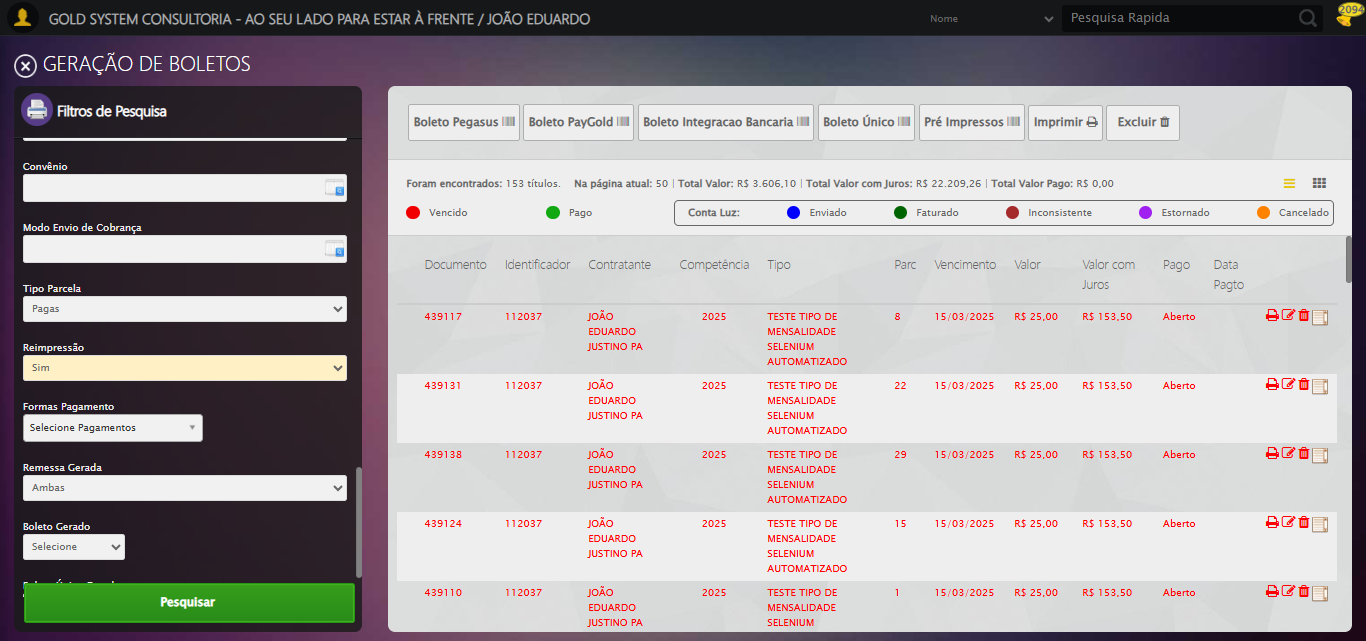 GOLD SYSTEM CONSULTORIA - AO SEU LADO PARA ESTAR À FRENTE / JOÃO EDUARDO
Nome
Pesquisa Rapida
2094
GERAÇÃO DE BOLETOS
Filtros de Pesquisa
Convênio
Modo Envio de Cobrança
Tipo Parcela
Pagas
Reimpressão
Sim
Formas Pagamento
Selecione Pagamentos
Remessa Gerada
Ambas
Boleto Gerado
Selecione
Pesquisar
Boleto Pegasus
Boleto PayGold
Boleto Integracao Bancaria
Boleto Único
Pré Impressos
Imprimir
Excluir
Foram encontrados: 153 títulos. Na página atual: 50 | Total Valor: R$ 3.606,10 | Total Valor com Juros: R$ 22.209,26 | Total Valor Pago: R$ 0,00
Vencido
Pago
Conta Luz:
Enviado
Faturado
Inconsistente
Estornado
Cancelado
Documento Identificador Contratante Competência Tipo Parc Vencimento Valor Valor com Pago Data
Juros Pagto
439117 112037 JOÃO 2025 TESTE TIPO DE 8 15/03/2025 R$ 25,00 R$ 153,50 Aberto
EDUARDO MENSALIDADE
JUSTINO PA SELENIUM
AUTOMATIZADO
439131 112037 JOÃO 2025 TESTE TIPO DE 22 15/03/2025 R$ 25,00 R$ 153,50 Aberto
EDUARDO MENSALIDADE
JUSTINO PA SELENIUM
AUTOMATIZADO
439138 112037 JOÃO 2025 TESTE TIPO DE 29 15/03/2025 R$ 25,00 R$ 153,50 Aberto
EDUARDO MENSALIDADE
JUSTINO PA SELENIUM
AUTOMATIZADO
439124 112037 JOÃO 2025 TESTE TIPO DE 15 15/03/2025 R$ 25,00 R$ 153,50 Aberto
EDUARDO MENSALIDADE
JUSTINO PA SELENIUM
AUTOMATIZADO
439110 112037 JOÃO 2025 TESTE TIPO DE 1 15/03/2025 R$ 25,00 R$ 153,50 Aberto
EDUARDO MENSALIDADE
JUSTINO PA SELENIUM